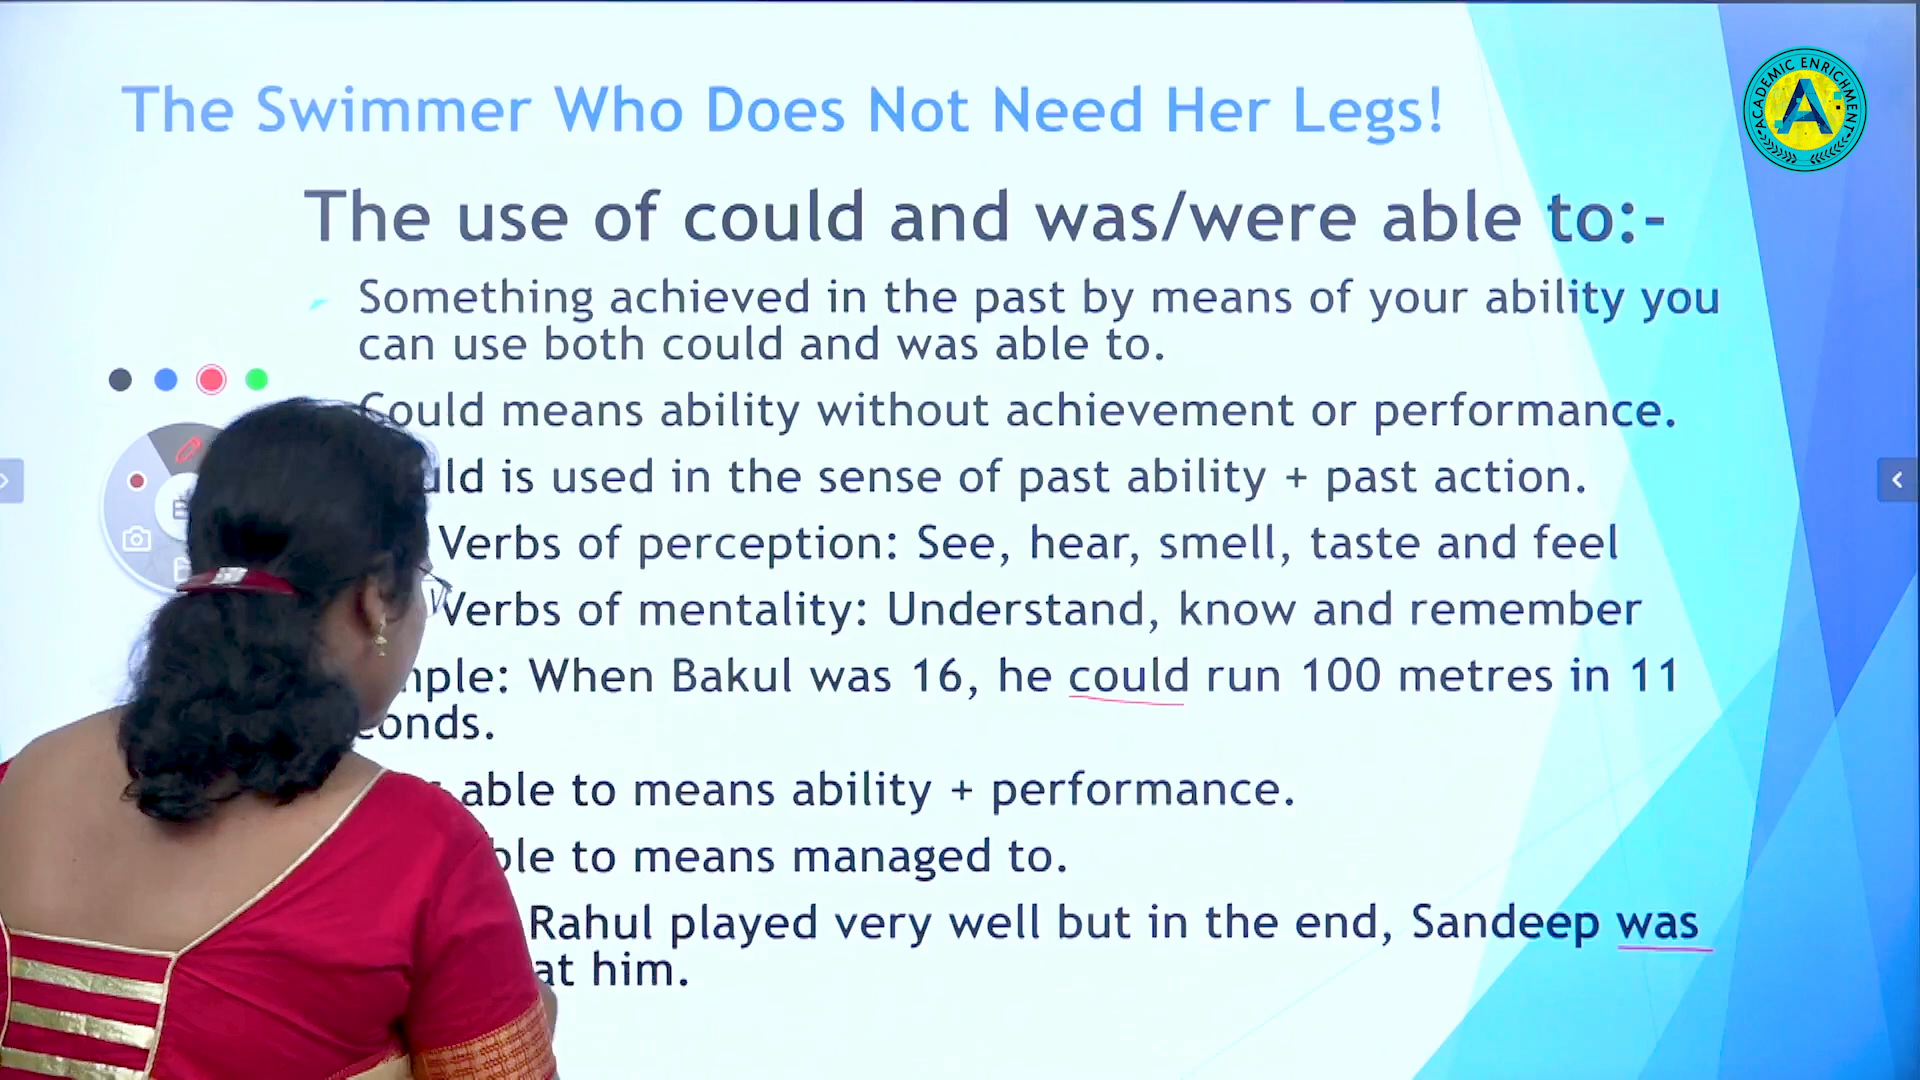 The Swimmer Who Does Not Need Her Legs!
ACADEMIC ENRICHMENT
A
The use of could and was/were able to:-
Something achieved in the past by means of your ability you
can use both could and was able to.
Could means ability without achievement or performance.
is used in the sense of past ability + past action.
Verbs of perception: See, hear, smell, taste and feel
Verbs of mentality: Understand, know and remember
When Bakul was 16, he could run 100 metres in 11
able to means ability + performance.
to means managed to.
Rahul played very well but in the end, Sandeep was
him.